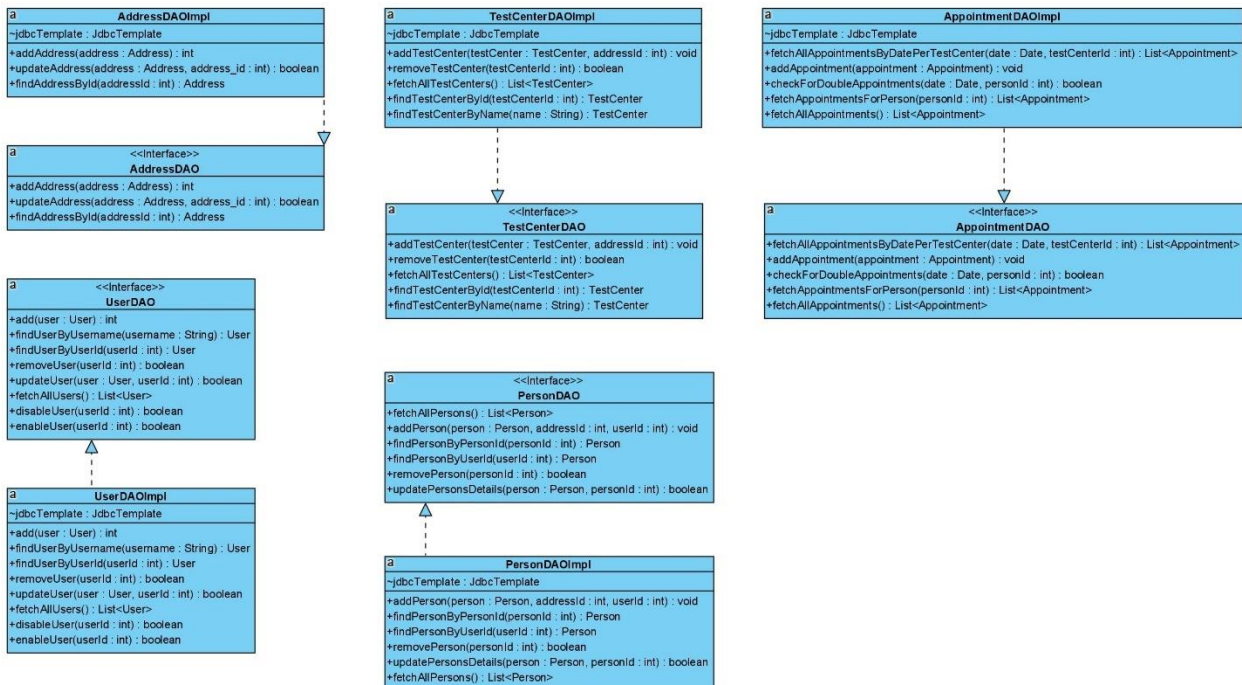 a
AddressDAOImpl
~jdbcTemplate : JdbcTemplate
+addAddress(address : Address) : int
+updateAddress(address : Address, address_id : int) : boolean
+findAddressById(addressId : int) : Address
a
<<Interface>>
AddressDAO
+addAddress(address : Address) : int
+updateAddress(address : Address, address_id : int) : boolean
+findAddressById(addressId : int) : Address
a
<<Interface>>
UserDAO
+add(user : User) : int
+findUserByUsername(username : String) : User
+findUserByUserId(userId : int) : User
+removeUser(userId : int) : boolean
+updateUser(user : User, userId : int) : boolean
+fetchAllUsers() : List<User>
+disableUser(userId : int) : boolean
+enableUser(userId : int) : boolean
a
UserDAOImpl
~jdbcTemplate : JdbcTemplate
+add(user : User) : int
+findUserByUsername(username : String) : User
+findUserByUserId(userId : int) : User
+removeUser(userId : int) : boolean
+updateUser(user : User, userId : int) : boolean
+fetchAllUsers() : List<User>
+disableUser(userId : int) : boolean
+enableUser(userId : int) : boolean
a
TestCenterDAOImpl
~jdbcTemplate : JdbcTemplate
+addTestCenter(testCenter : TestCenter, addressId : int) : void
+removeTestCenter(testCenterId : int) : boolean
+fetchAllTestCenters() : List<TestCenter>
+findTestCenterById(testCenterId : int) : TestCenter
+findTestCenterByName(name : String) : TestCenter
a
<<Interface>>
TestCenterDAO
+addTestCenter(testCenter : TestCenter, addressId : int) : void
+removeTestCenter(testCenterId : int) : boolean
+fetchAllTestCenters() : List<TestCenter>
+findTestCenterById(testCenterId : int) : TestCenter
+findTestCenterByName(name : String) : TestCenter
a
<<Interface>>
PersonDAO
+fetchAllPersons() : List<Person>
+addPerson(person : Person, addressId : int, userId : int) : void
+findPersonByPersonId(personId : int) : Person
+findPersonByUserId(userId : int) : Person
+removePerson(personId : int) : boolean
+updatePersonsDetails(person : Person, personId : int) : boolean
a
PersonDAOImpl
~jdbcTemplate : JdbcTemplate
+addPerson(person : Person, addressId : int, userId : int) : void
+findPersonByPersonId(personId : int) : Person
+findPersonByUserId(userId : int) : Person
+removePerson(personId : int) : boolean
+updatePersonsDetails(person : Person, personId : int) : boolean
+fetchAllPersons() : List<Person>
a
AppointmentDAOImpl
~jdbcTemplate : JdbcTemplate
+fetchAllAppointmentsByDatePerTestCenter(date : Date, testCenterId : int) : List<Appointment>
+addAppointment(appointment : Appointment) : void
+checkForDoubleAppointments(date : Date, personId : int) : boolean
+fetchAppointmentsForPerson(personId : int) : List<Appointment>
+fetchAllAppointments() : List<Appointment>
a
<<Interface>>
AppointmentDAO
+fetchAllAppointmentsByDatePerTestCenter(date : Date, testCenterId : int) : List<Appointment>
+addAppointment(appointment : Appointment) : void
+checkForDoubleAppointments(date : Date, personId : int) : boolean
+fetchAppointmentsForPerson(personId : int) : List<Appointment>
+fetchAllAppointments() : List<Appointment>